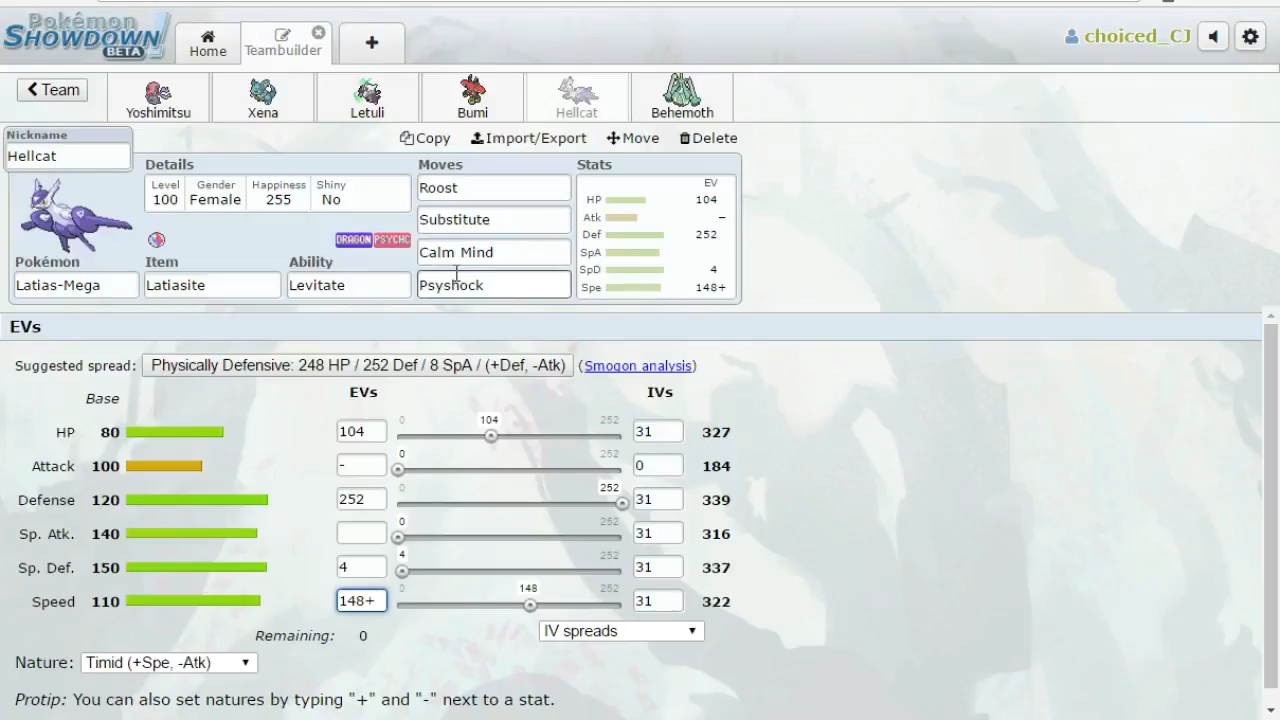 Pokémon
SHOWDOWN
BETA
Home
Teambuilder
+
choiced_CJ
Team
Yoshimitsu
Xena
Letuli
Bumi
Hellcat
Behemoth
Nickname
Hellcat
Copy
Import/Export
Move
Delete
Details
Level
Gender
Happiness
Shiny
100
Female
255
No
DRAGON
PSYCHC
Pokémon
Item
Ability
Latias-Mega
Latiasite
Levitate
Moves
Roost
Substitute
Calm Mind
Psyshock
Stats
EV
HP 104
Atk –
Def 252
SpA
SpD 4
Spe 148+
EVs
Suggested spread: Physically Defensive: 248 HP / 252 Def / 8 SpA / (+Def, -Atk) (Smogon analysis)
Base EVs IVs
HP 80 104 0 104 252 31 327
Attack 100 - 0 252 0 184
Defense 120 252 0 252 31 339
Sp. Atk. 140 0 252 31 316
Sp. Def. 150 4 4 252 31 337
Speed 110 148+ 0 148 252 31 322
Remaining: 0
IV spreads
Nature: Timid (+Spe, -Atk)
Protip: You can also set natures by typing "+" and "-" next to a stat.